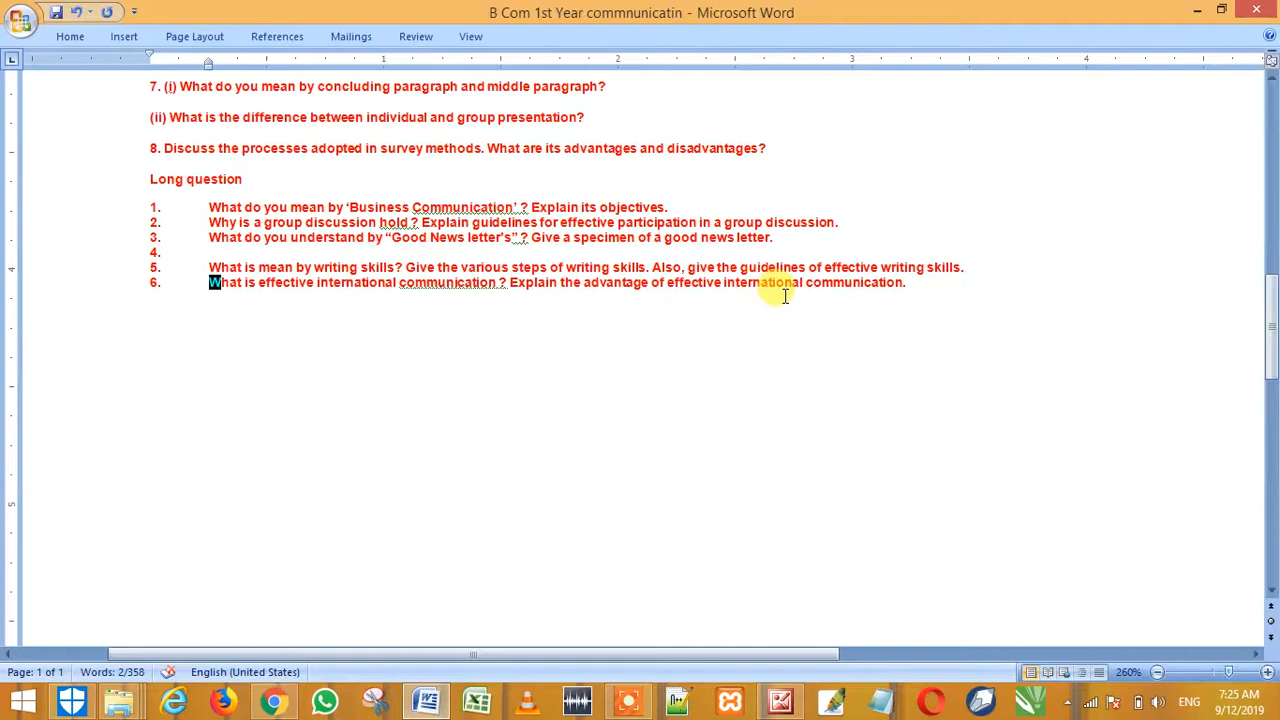 B Com 1st Year commnunicatin - Microsoft Word
Home Insert Page Layout References Mailings Review View
1 2 3 4
7. (i) What do you mean by concluding paragraph and middle paragraph?
(ii) What is the difference between individual and group presentation?
8. Discuss the processes adopted in survey methods. What are its advantages and disadvantages?
Long question
1. What do you mean by ‘Business Communication’ ? Explain its objectives.
2. Why is a group discussion hold ? Explain guidelines for effective participation in a group discussion.
3. What do you understand by “Good News letter's” ? Give a specimen of a good news letter.
4.
5. What is mean by writing skills? Give the various steps of writing skills. Also, give the guidelines of effective writing skills.
6. What is effective international communication ? Explain the advantage of effective international communication.
4
5
Page: 1 of 1 Words: 2/358 English (United States) 260%
ENG 7:25 AM
9/12/2019